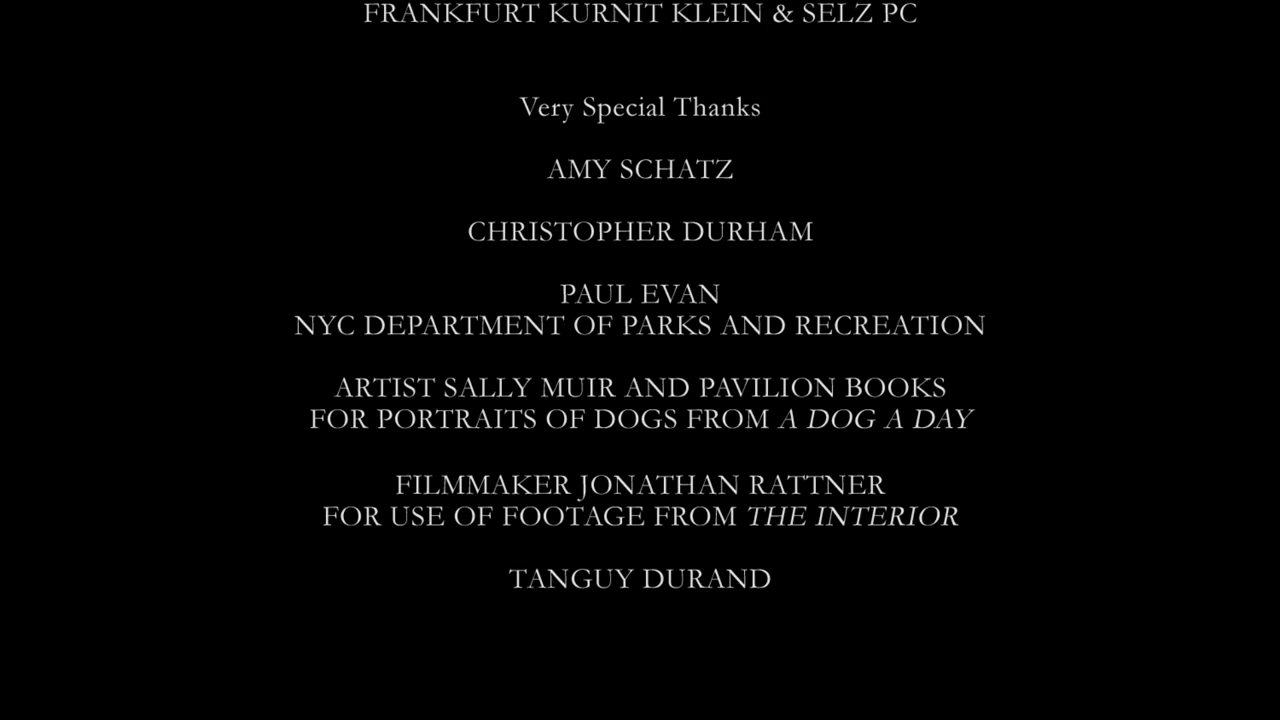 FRANKFURT KURNIT KLEIN & SELZ PC
Very Special Thanks
AMY SCHATZ
CHRISTOPHER DURHAM
PAUL EVAN
NYC DEPARTMENT OF PARKS AND RECREATION
ARTIST SALLY MUIR AND PAVILION BOOKS
FOR PORTRAITS OF DOGS FROM A DOG A DAY
FILMMAKER JONATHAN RATTNER
FOR USE OF FOOTAGE FROM THE INTERIOR
TANGUY DURAND